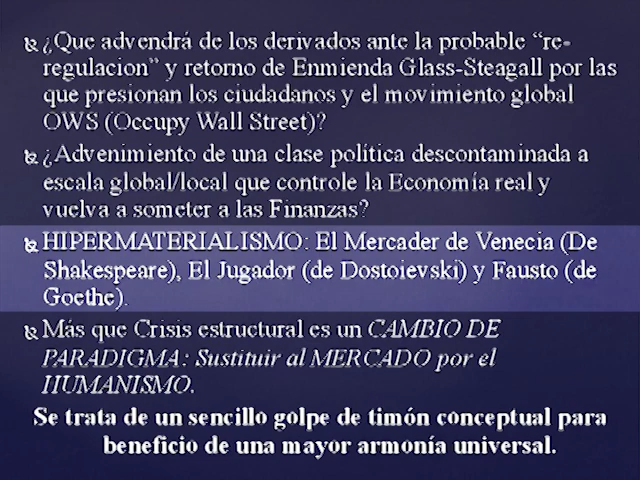 ¿Que advendrá de los derivados ante la probable “re-
regulacion” y retorno de Enmienda Glass-Steagall por las
que presionan los ciudadanos y el movimiento global
OWS (Occupy Wall Street)?
¿Advenimiento de una clase política descontaminada a
escala global/local que controle la Economía real y
vuelva a someter a las Finanzas?
HIPERMATERIALISMO: El Mercader de Venecia (De
Shakespeare), El Jugador (de Dostoievski) y Fausto (de
Goethe).
Más que Crisis estructural es un CAMBIO DE
PARADIGMA: Sustituir al MERCADO por el
HUMANISMO.
Se trata de un sencillo golpe de timón conceptual para
beneficio de una mayor armonía universal.